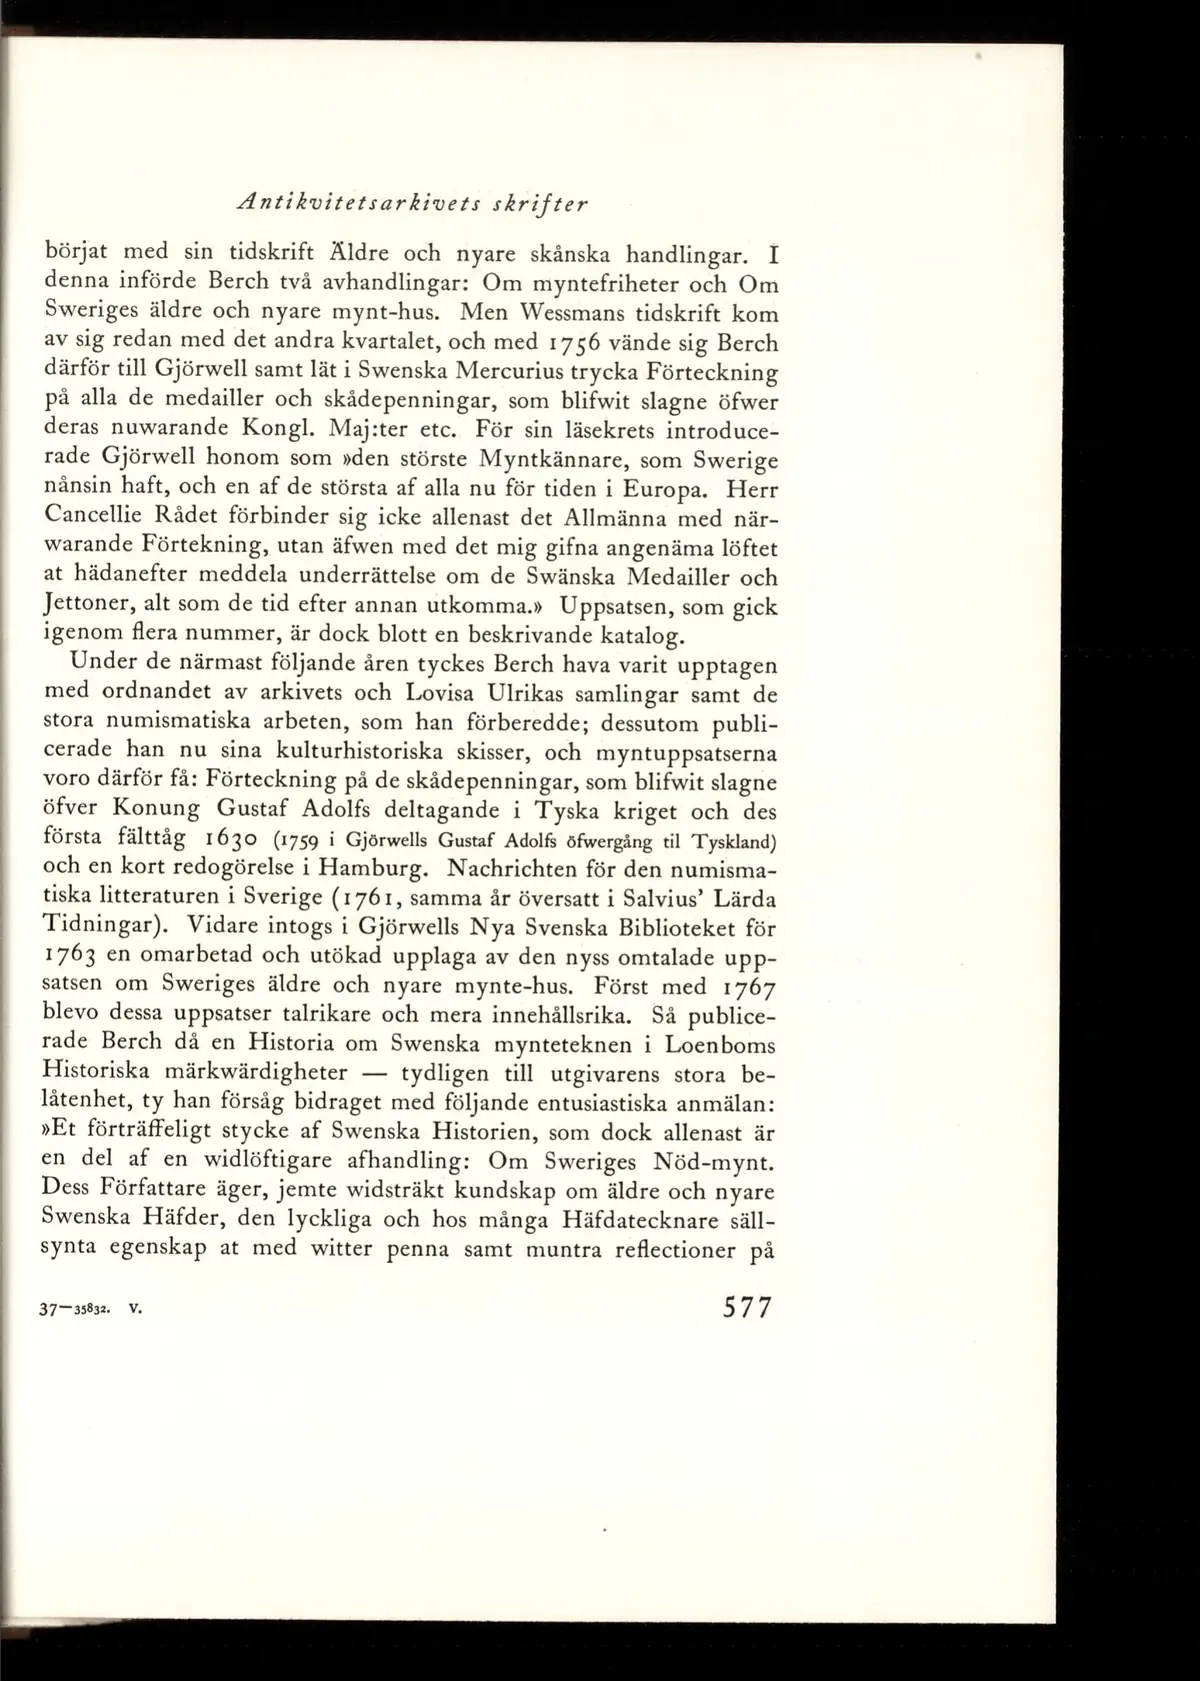 Antikvitetsarkivets skrifter
börjat med sin tidskrift Äldre och nyare skånska handlingar. I
denna införde Berch två avhandlingar: Om myntefriheter och Om
Sweriges äldre och nyare mynt-hus. Men Wessmans tidskrift kom
av sig redan med det andra kvartalet, och med 1756 vände sig Berch
därför till Gjörwell samt lät i Swenska Mercurius trycka Förteckning
på alla de medailler och skådepenningar, som blifwit slagne öfwer
deras nuwarande Kongl. Maj:ter etc. För sin läsekrets introduce-
rade Gjörwell honom som »den störste Myntkännare, som Swerige
nånsin haft, och en af de största af alla nu för tiden i Europa. Herr
Cancellie Rådet förbinder sig icke allenast det Allmänna med när-
warande Förtekning, utan äfwen med det mig gifna angenäma löftet
at hädanefter meddela underrättelse om de Swänska Medailler och
Jettoner, alt som de tid efter annan utkomma.» Uppsatsen, som gick
igenom flera nummer, är dock blott en beskrivande katalog.
Under de närmast följande åren tyckes Berch hava varit upptagen
med ordnandet av arkivets och Lovisa Ulrikas samlingar samt de
stora numismatiska arbeten, som han förberedde; dessutom publi-
cerade han nu sina kulturhistoriska skisser, och myntuppsatserna
voro därför få: Förteckning på de skådepenningar, som blifwit slagne
öfver Konung Gustaf Adolfs deltagande i Tyska kriget och des
första fälttåg 1630 (1759 i Gjörwells Gustaf Adolfs öfwergång til Tyskland)
och en kort redogörelse i Hamburg. Nachrichten för den numisma-
tiska litteraturen i Sverige (1761, samma år översatt i Salvius' Lärda
Tidningar). Vidare intogs i Gjörwells Nya Svenska Biblioteket för
1763 en omarbetad och utökad upplaga av den nyss omtalade upp-
satsen om Sweriges äldre och nyare mynte-hus. Först med 1767
blevo dessa uppsatser talrikare och mera innehållsrika. Så publice-
rade Berch då en Historia om Swenska mynteteknen i Loenboms
Historiska märkwärdigheter — tydligen till utgivarens stora be-
låtenhet, ty han försåg bidraget med följande entusiastiska anmälan:
»Et förträffeligt stycke af Swenska Historien, som dock allenast är
en del af en widlöftigare afhandling: Om Sweriges Nöd-mynt.
Dess Författare äger, jemte widsträkt kundskap om äldre och nyare
Swenska Häfder, den lyckliga och hos många Häfdatecknare säll-
synta egenskap at med witter penna samt muntra reflectioner på
37—35832. V.
577